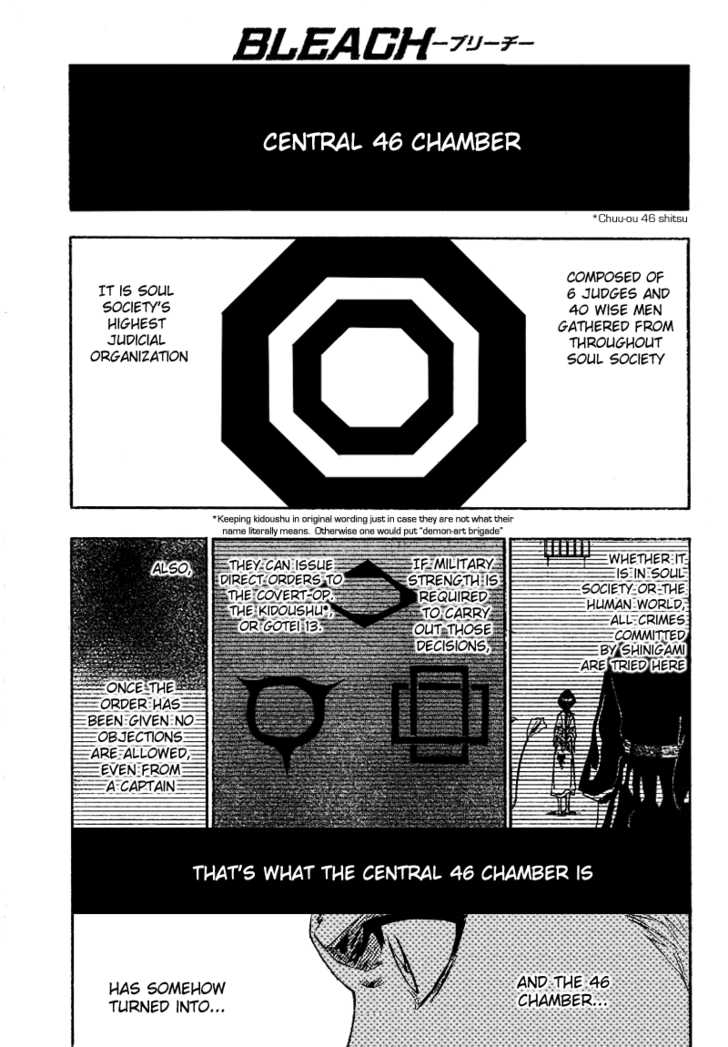 BLEACH —ブリーチ—
CENTRAL 46 CHAMBER
*Chuu-ou 46 shitsu
COMPOSED OF
6 JUDGES AND
40 WISE MEN
GATHERED FROM
THROUGHOUT
SOUL SOCIETY
IT IS SOUL
SOCIETY'S
HIGHEST
JUDICIAL
ORGANIZATION
*Keeping kidoushu in original wording just in case they are not what their
name literally means. Otherwise one would put "demon-art brigade"
WHETHER IT
IS IN SOUL
SOCIETY OR THE
HUMAN WORLD,
ALL CRIMES
COMMITTED
BY SHINIGAMI
ARE TRIED HERE
IF MILITARY
STRENGTH IS
REQUIRED
TO CARRY
OUT THOSE
DECISIONS,
THEY CAN ISSUE
DIRECT ORDERS TO
THE COVERT-OP.
THE KIDOUSHU*,
OR GOTEI 13.
ALSO,
ONCE THE
ORDER HAS
BEEN GIVEN NO
OBJECTIONS
ARE ALLOWED,
EVEN FROM
A CAPTAIN
THAT'S WHAT THE CENTRAL 46 CHAMBER IS
AND THE 46
CHAMBER...
HAS SOMEHOW
TURNED INTO...